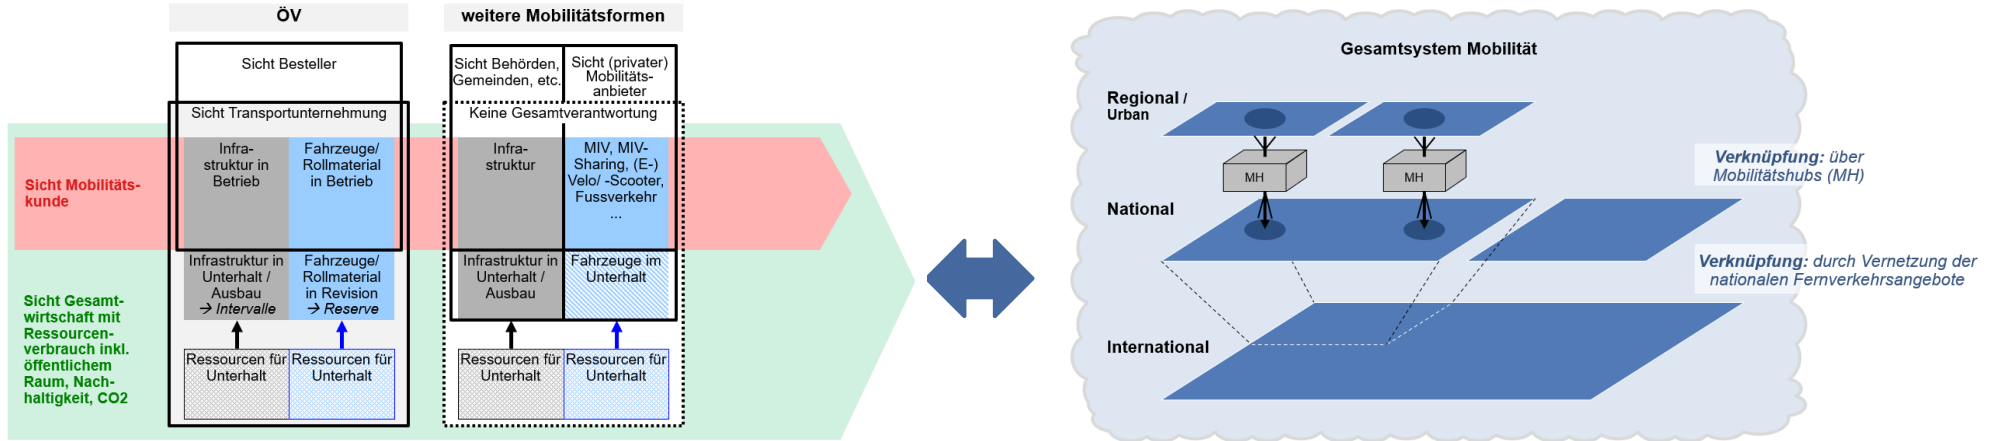 ÖV
weitere Mobilitätsformen
Sicht Besteller
Sicht Behörden,
Gemeinden, etc.
Sicht (privater)
Mobilitäts-
anbieter
Sicht Transportunternehmung
Keine Gesamtverantwortung
Sicht Mobilitäts-
kunde
Infra-
struktur in
Betrieb
Fahrzeuge/
Rollmaterial
in Betrieb
Infra-
struktur
MIV, MIV-
Sharing, (E-)
Velo/ -Scooter,
Fussverkehr
...
Infrastruktur in
Unterhalt /
Ausbau
→ Intervalle
Fahrzeuge/
Rollmaterial
in Revision
→ Reserve
Infrastruktur in
Unterhalt /
Ausbau
Fahrzeuge im
Unterhalt
Sicht Gesamt-
wirtschaft mit
Ressourcen-
verbrauch inkl.
öffentlichem
Raum, Nach-
haltigkeit, CO2
Ressourcen für
Unterhalt
Ressourcen für
Unterhalt
Ressourcen für
Unterhalt
Ressourcen für
Unterhalt
Gesamtsystem Mobilität
Regional /
Urban
MH
MH
Verknüpfung: über
Mobilitätshubs (MH)
National
Verknüpfung: durch Vernetzung der
nationalen Fernverkehrsangebote
International